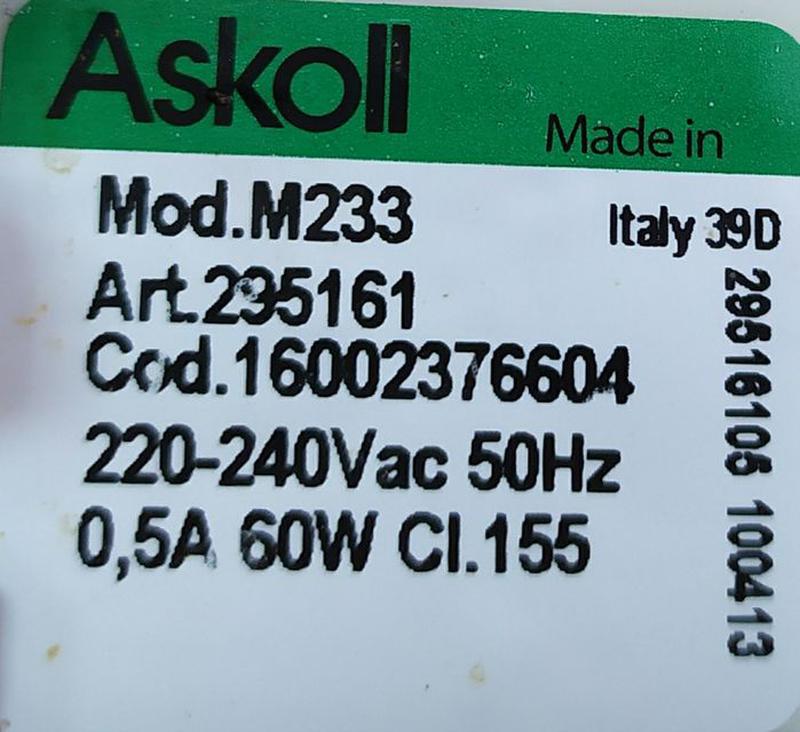 Askoll
Made in
Mod.M233
Italy 39D
Art.295161
Cod.16002376604
220-240Vac 50Hz
0,5A 60W Cl.155
29516105 100413